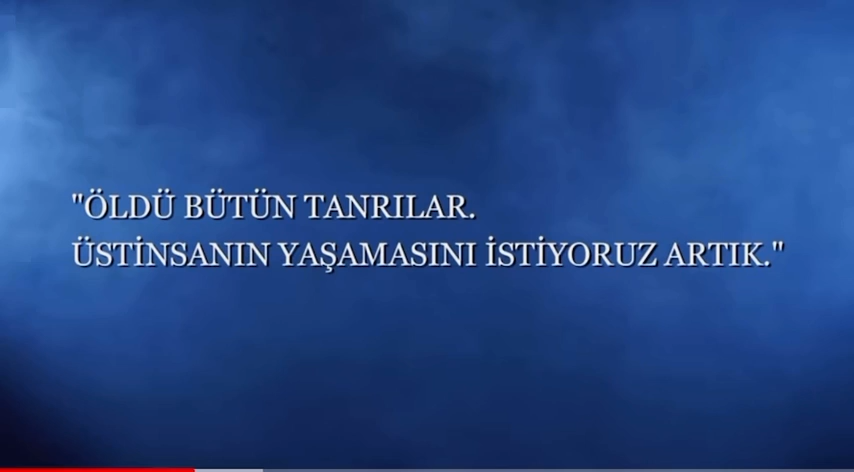 "ÖLDÜ BÜTÜN TANRILAR.
ÜSTİNSANIN YAŞAMASINI İSTİYORUZ ARTIK."